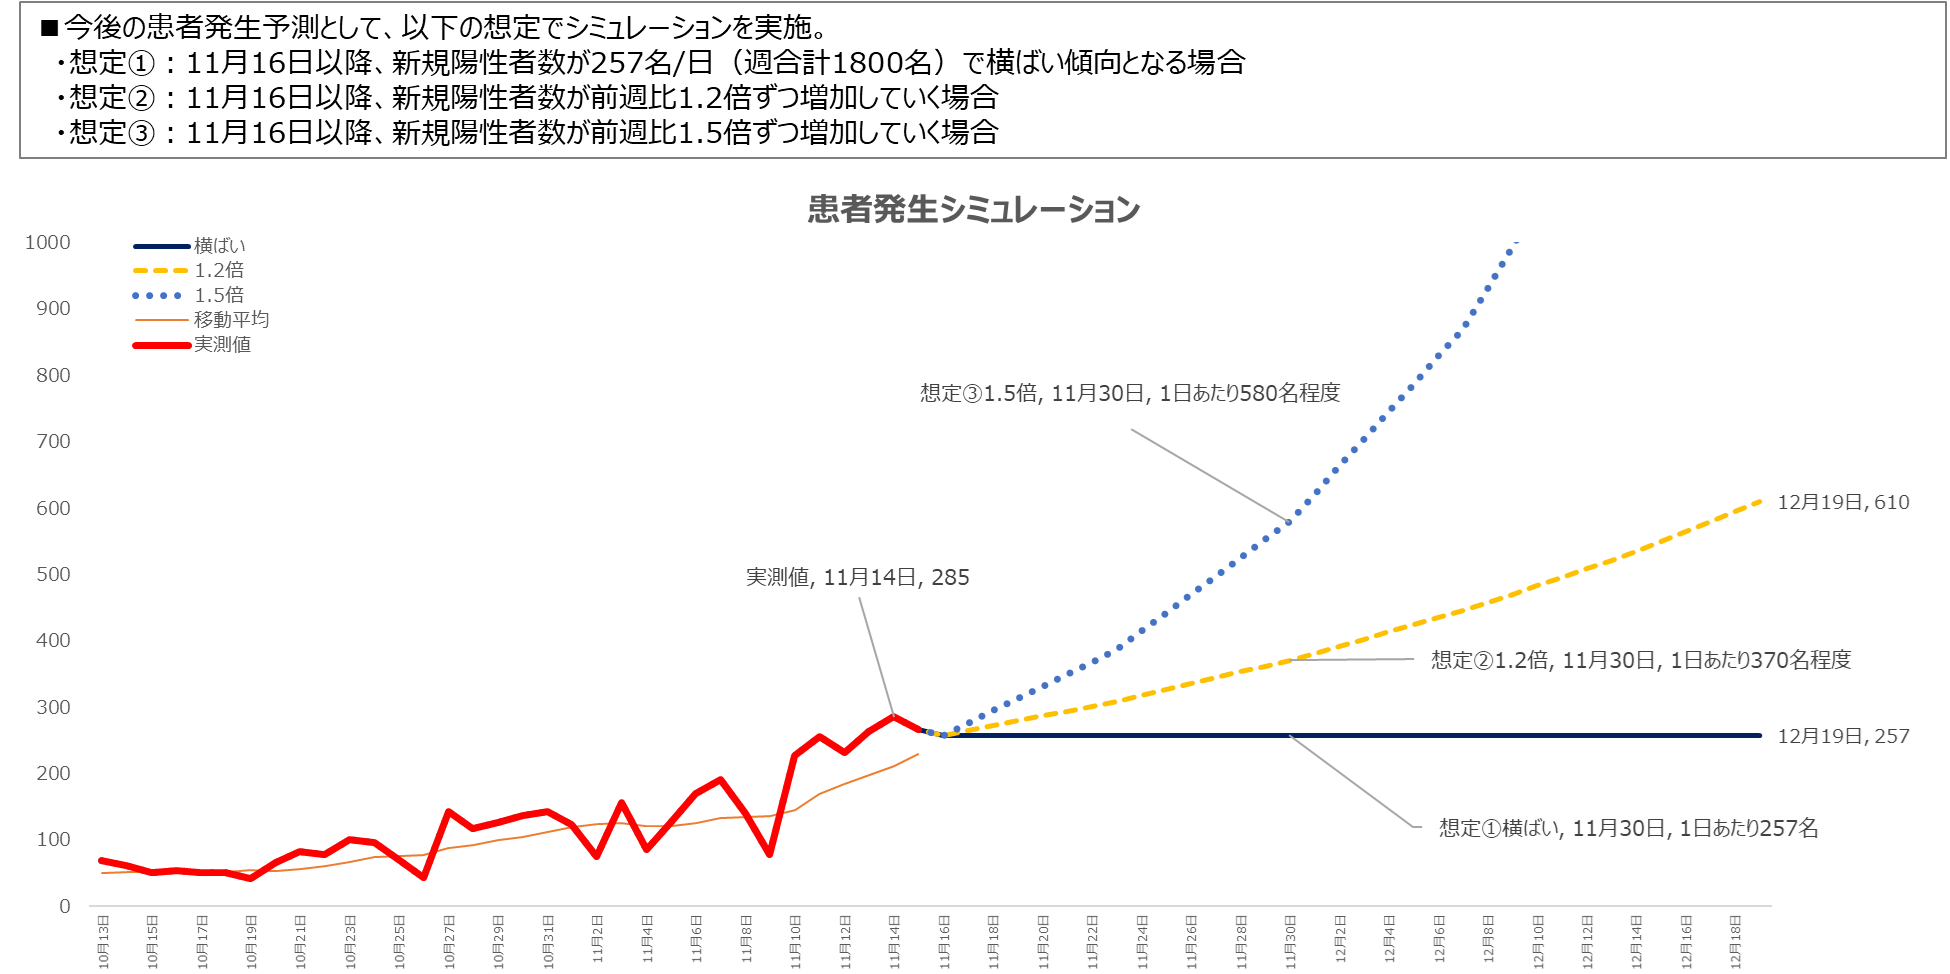 ■今後の患者発生予測として、以下の想定でシミュレーションを実施。
・想定①：11月16日以降、新規陽性者数が257名/日（週合計1800名）で横ばい傾向となる場合
・想定②：11月16日以降、新規陽性者数が前週比1.2倍ずつ増加していく場合
・想定③：11月16日以降、新規陽性者数が前週比1.5倍ずつ増加していく場合
患者発生シミュレーション
横ばい
1.2倍
1.5倍
移動平均
実測値
1000
900
800
700
600
500
400
300
200
100
0
想定③1.5倍, 11月30日, 1日あたり580名程度
12月19日, 610
実測値, 11月14日, 285
想定②1.2倍, 11月30日, 1日あたり370名程度
12月19日, 257
想定①横ばい, 11月30日, 1日あたり257名
10月13日
10月15日
10月17日
10月19日
10月21日
10月23日
10月25日
10月27日
10月29日
10月31日
11月2日
11月4日
11月6日
11月8日
11月10日
11月12日
11月14日
11月16日
11月18日
11月20日
11月22日
11月24日
11月26日
11月28日
11月30日
12月2日
12月4日
12月6日
12月8日
12月10日
12月12日
12月14日
12月16日
12月18日